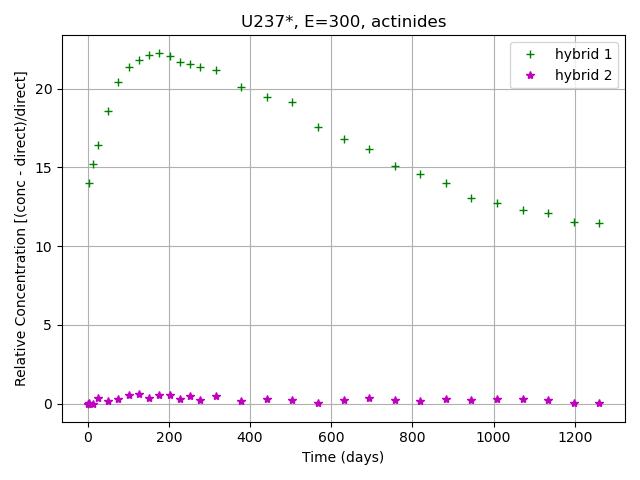 U237*, E=300, actinides
hybrid 1
hybrid 2
Relative Concentration [(conc - direct)/direct]
20
15
10
5
0
0 200 400 600 800 1000 1200
Time (days)